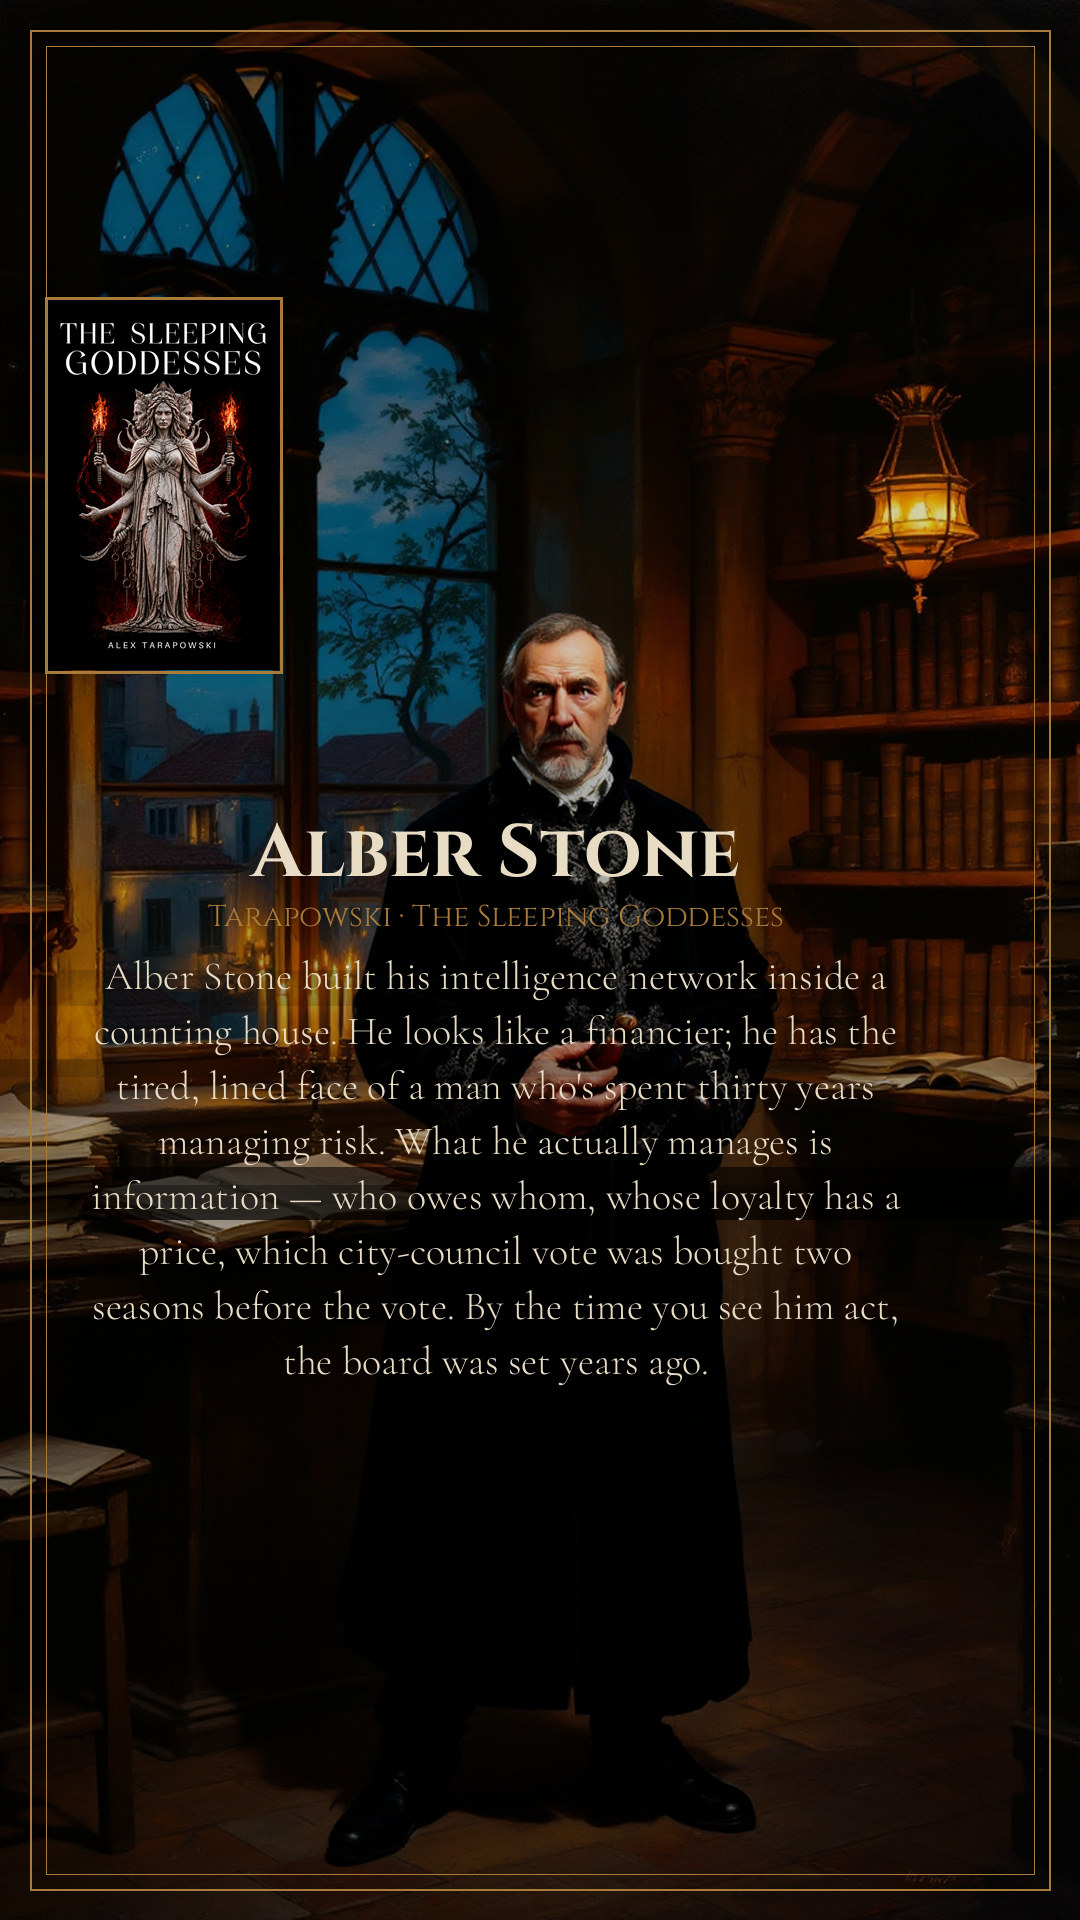 THE SLEEPING
GODDESSES
ALEX TARAPOWSKI
ALBER STONE
TARAPOWSKI · THE SLEEPING GODDESSES
Alber Stone built his intelligence network inside a
counting house. He looks like a financier; he has the
tired, lined face of a man who's spent thirty years
managing risk. What he actually manages is
information — who owes whom, whose loyalty has a
price, which city-council vote was bought two
seasons before the vote. By the time you see him act,
the board was set years ago.